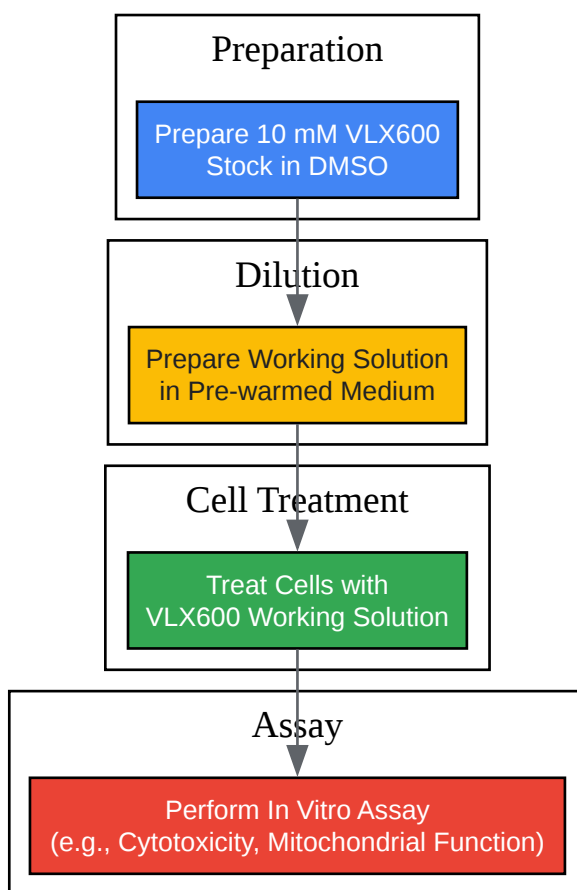 Preparation
Prepare 10 mM VLX600
Stock in DMSO
Dilution
Prepare Working Solution
in Pre-warmed Medium
Cell Treatment
Treat Cells with
VLX600 Working Solution
Assay
Perform In Vitro Assay
(e.g., Cytotoxicity, Mitochondrial Function)